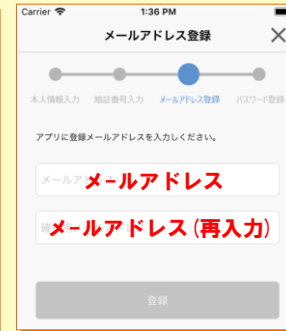 Carrier 1:36 PM
メールアドレス登録
本人情報入力 暗証番号入力 メールアドレス登録 パスワード登録
アプリに登録メールアドレスを入力しください。
メールアドレス
メールアドレス(再入力)
登録